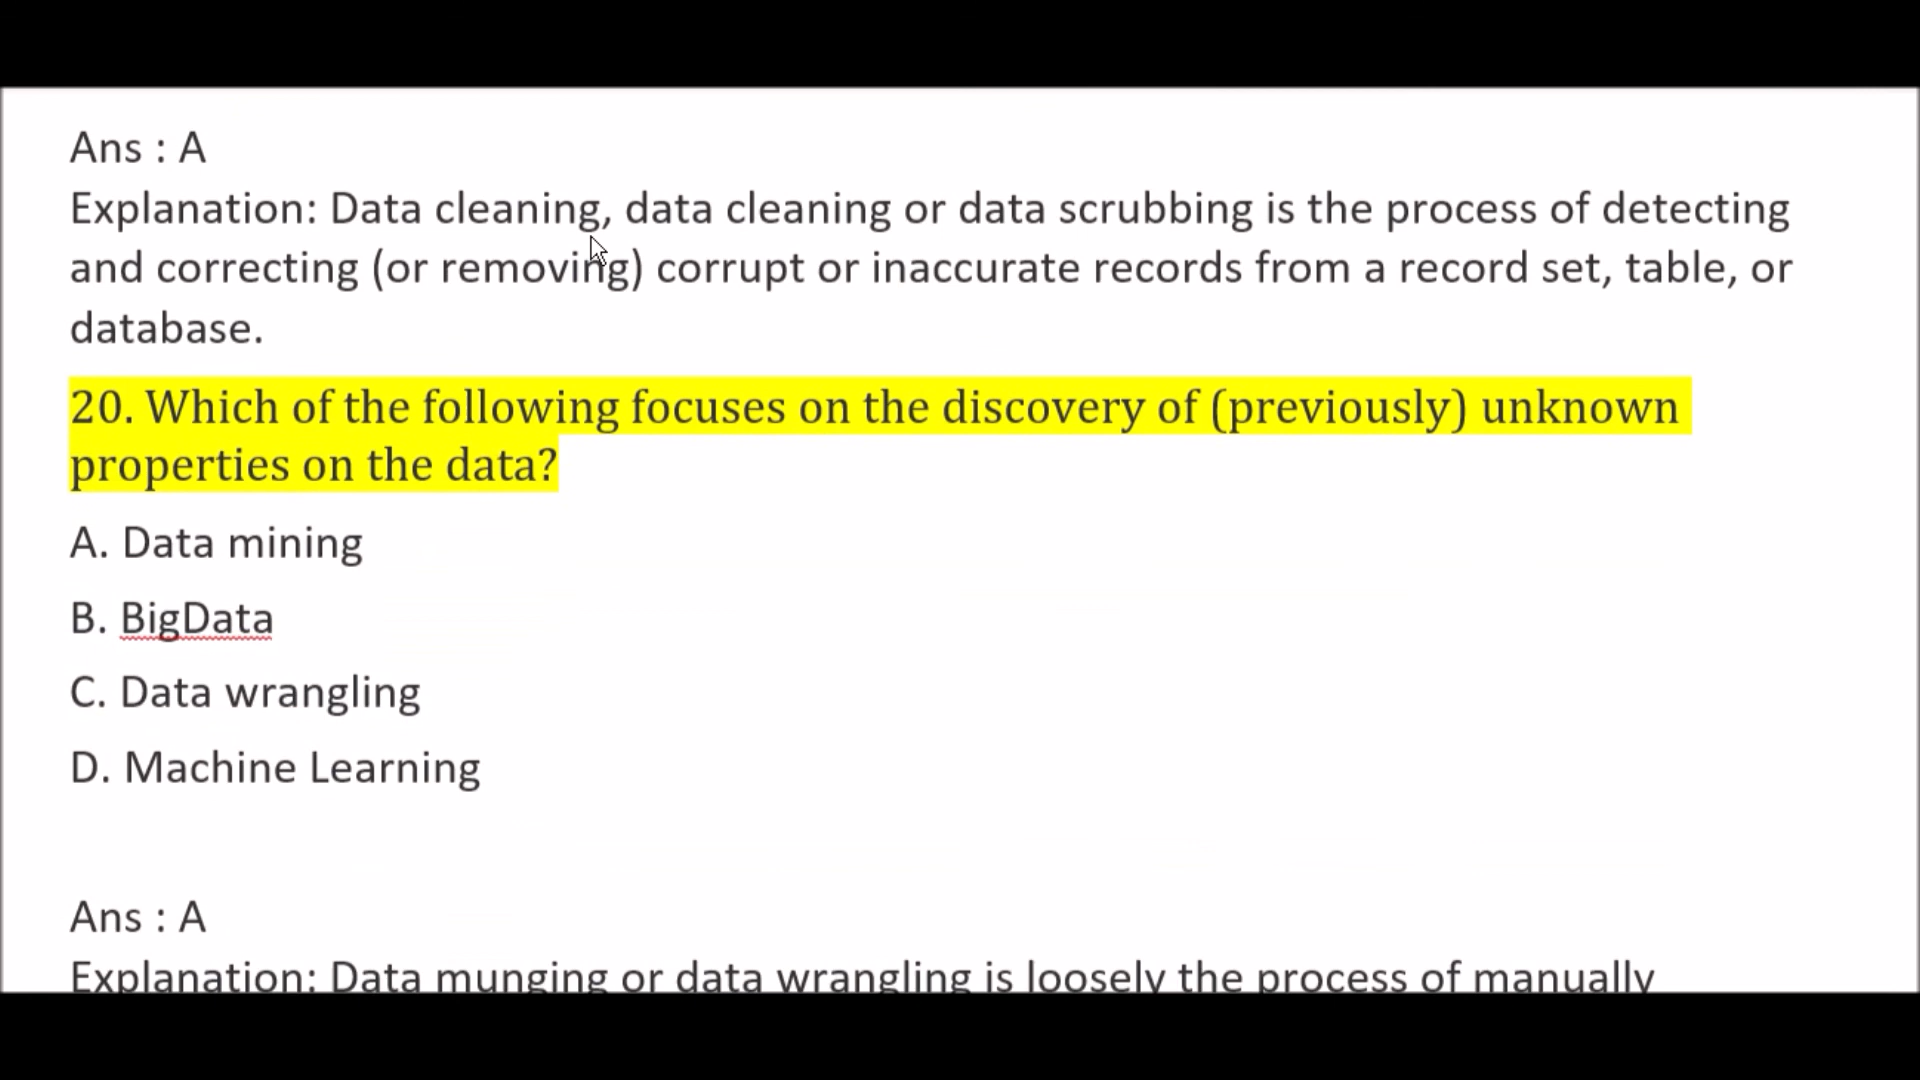 Ans : A
Explanation: Data cleaning, data cleaning or data scrubbing is the process of detecting
and correcting (or removing) corrupt or inaccurate records from a record set, table, or
database.
20. Which of the following focuses on the discovery of (previously) unknown
properties on the data?
A. Data mining
B. BigData
C. Data wrangling
D. Machine Learning
Ans : A
Explanation: Data munging or data wrangling is loosely the process of manually